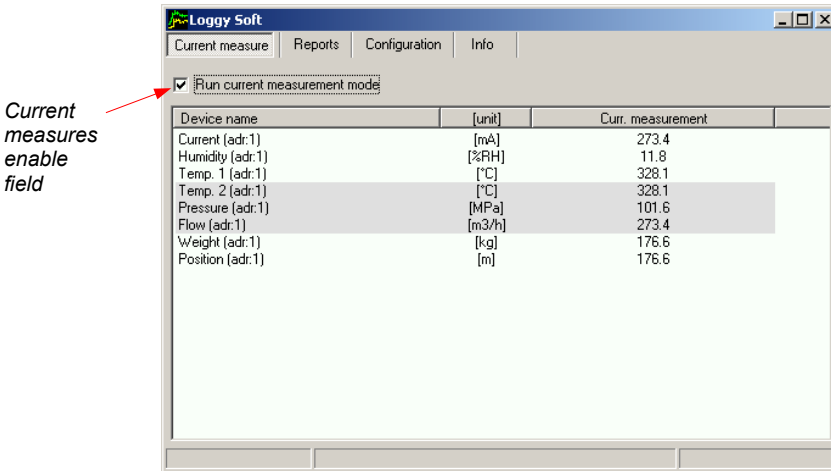 Loggy Soft
Current measure Reports Configuration Info
Run current measurement mode
Current
measures
enable
field
Device name [unit] Curr. measurement
Current (adr:1) [mA] 273.4
Humidity (adr:1) [%RH] 11.8
Temp. 1 (adr:1) [°C] 328.1
Temp. 2 (adr:1) [°C] 328.1
Pressure (adr:1) [MPa] 101.6
Flow (adr:1) [m3/h] 273.4
Weight (adr:1) [kg] 176.6
Position (adr:1) [m] 176.6